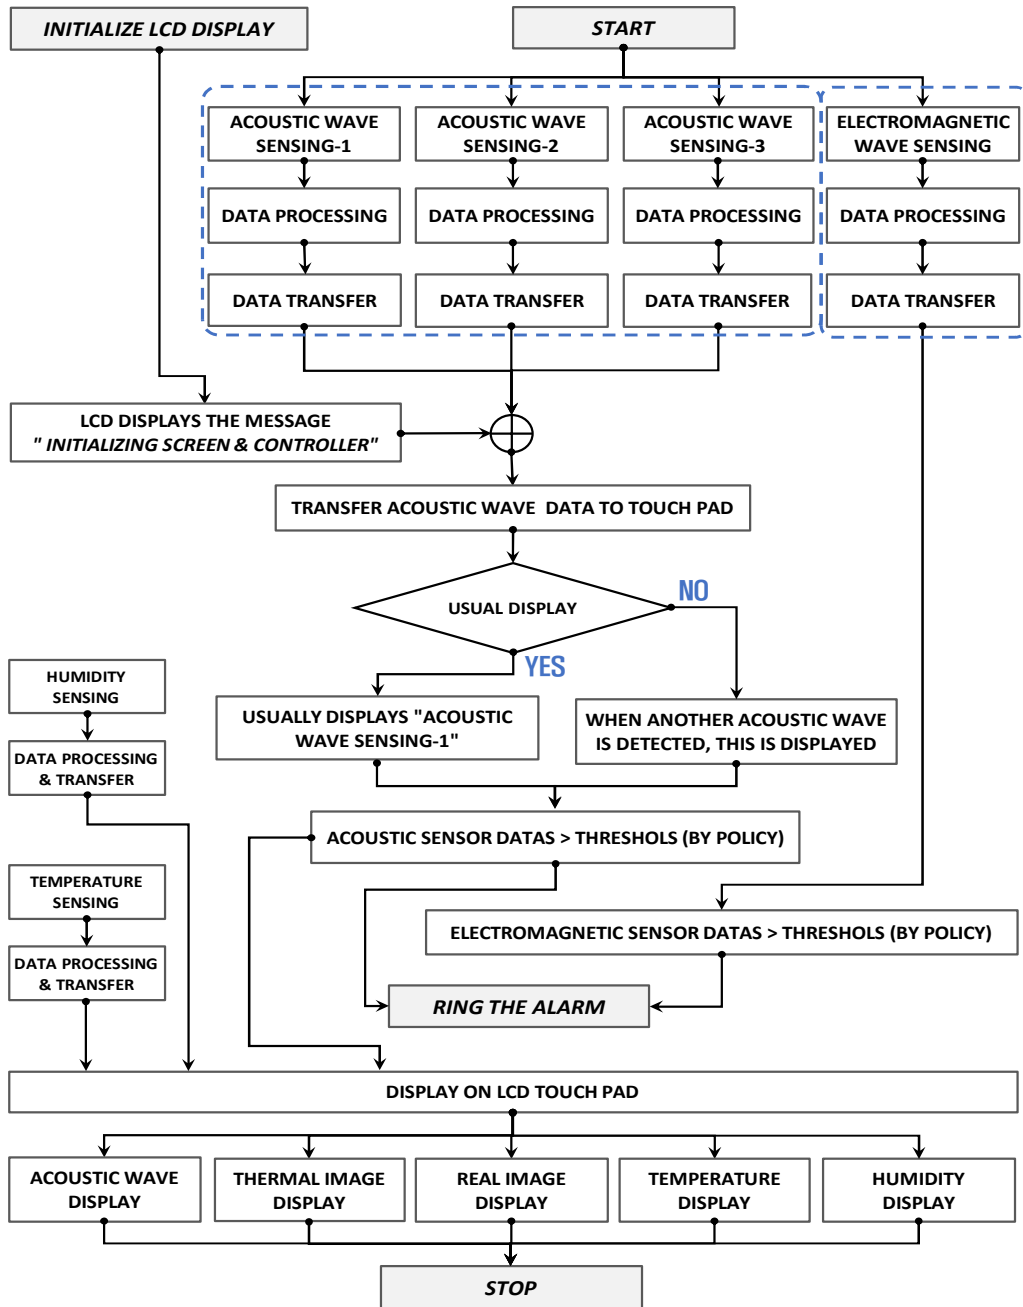 INITIALIZE LCD DISPLAY
START
ACOUSTIC WAVE
SENSING-1
ACOUSTIC WAVE
SENSING-2
ACOUSTIC WAVE
SENSING-3
ELECTROMAGNETIC
WAVE SENSING
DATA PROCESSING
DATA PROCESSING
DATA PROCESSING
DATA PROCESSING
DATA TRANSFER
DATA TRANSFER
DATA TRANSFER
DATA TRANSFER
LCD DISPLAYS THE MESSAGE
" INITIALIZING SCREEN & CONTROLLER"
TRANSFER ACOUSTIC WAVE DATA TO TOUCH PAD
USUAL DISPLAY
NO
YES
HUMIDITY
SENSING
DATA PROCESSING
& TRANSFER
USUALLY DISPLAYS "ACOUSTIC
WAVE SENSING-1"
WHEN ANOTHER ACOUSTIC WAVE
IS DETECTED, THIS IS DISPLAYED
ACOUSTIC SENSOR DATAS > THRESHOLS (BY POLICY)
TEMPERATURE
SENSING
DATA PROCESSING
& TRANSFER
ELECTROMAGNETIC SENSOR DATAS > THRESHOLS (BY POLICY)
RING THE ALARM
DISPLAY ON LCD TOUCH PAD
ACOUSTIC WAVE
DISPLAY
THERMAL IMAGE
DISPLAY
REAL IMAGE
DISPLAY
TEMPERATURE
DISPLAY
HUMIDITY
DISPLAY
STOP